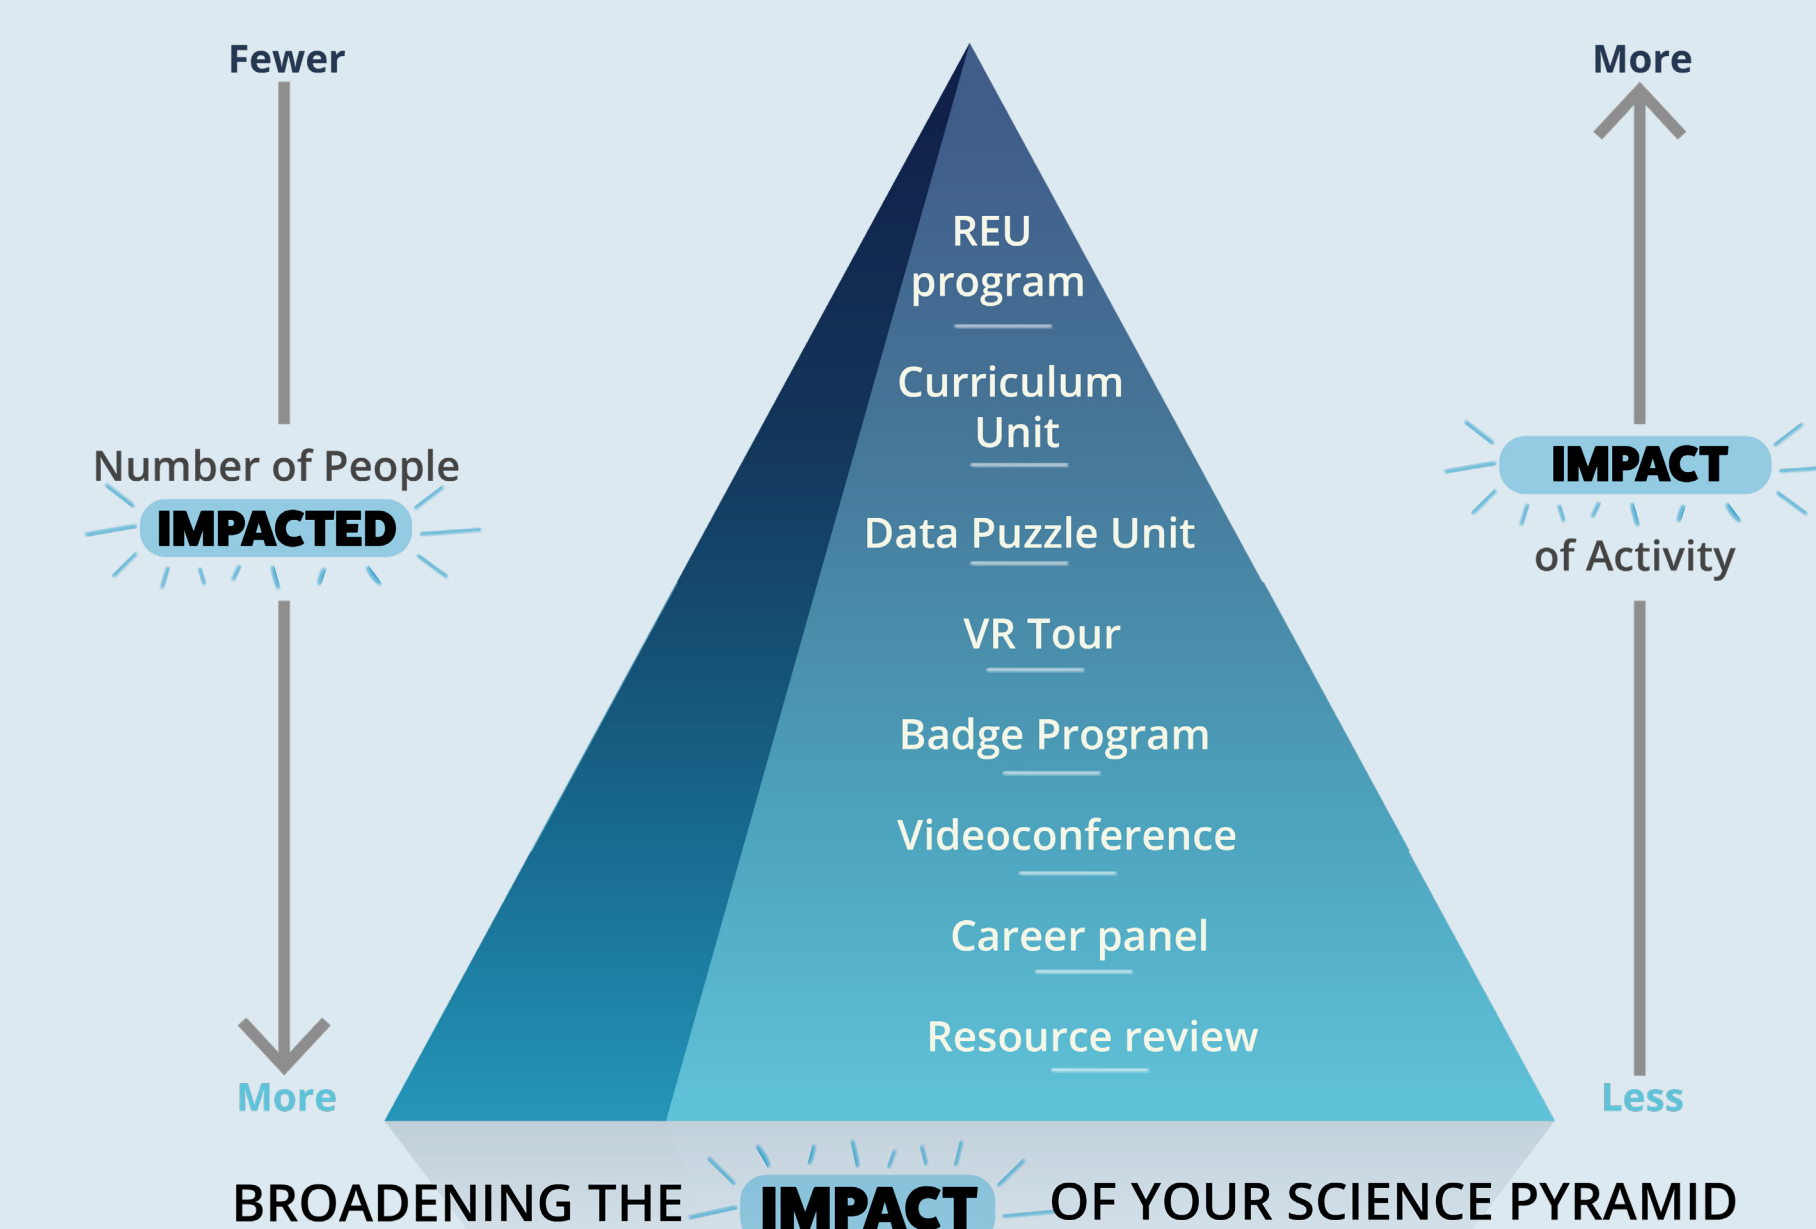 Fewer
More
REU
program
Curriculum
Unit
Number of People
IMPACTED
IMPACT
of Activity
Data Puzzle Unit
VR Tour
Badge Program
Videoconference
Career panel
Resource review
More
Less
BROADENING THE IMPACT OF YOUR SCIENCE PYRAMID